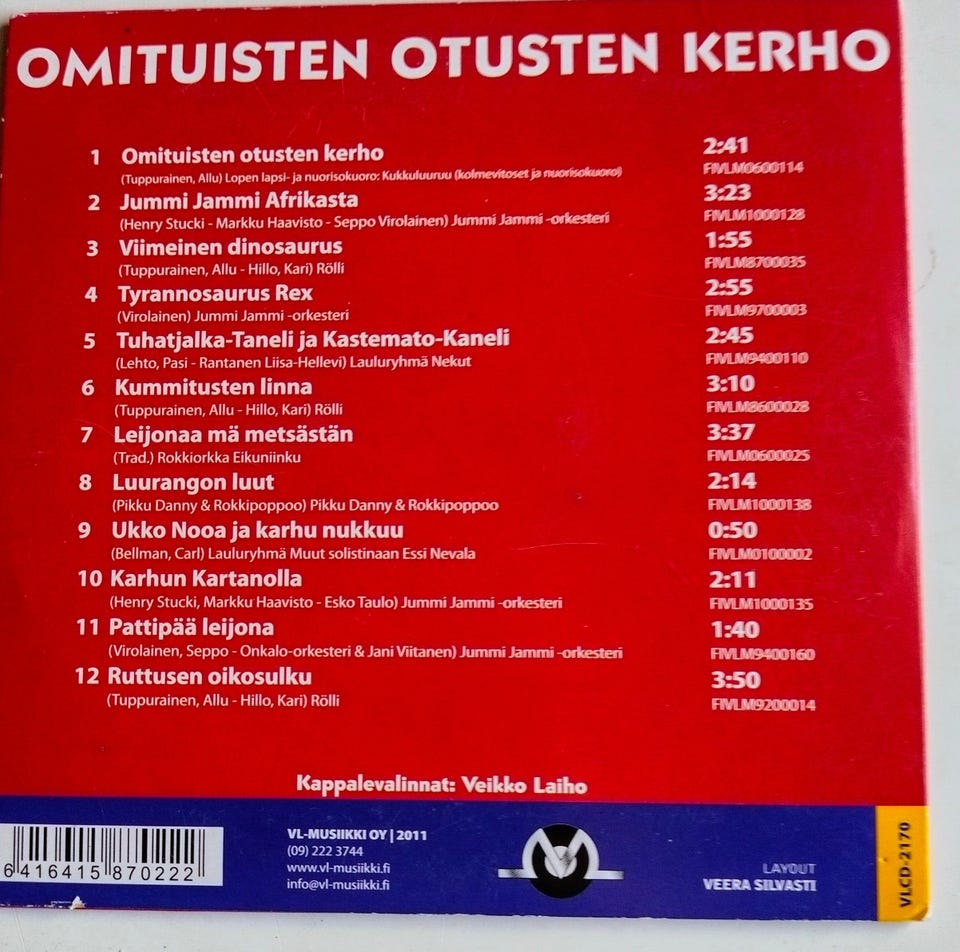 OMITUISTEN OTUSTEN KERHO
1 Omituisten otusten kerho 2:41
(Tuppurainen, Allu) Lopen lapsi- ja nuorisokuoro: Kukkuluuruu (kolmevitoset ja nuorisokuoro) FIVLM0600114
2 Jummi Jammi Afrikasta 3:23
(Henry Stucki - Markku Haavisto - Seppo Virolainen) Jummi Jammi -orkesteri FIVLM1000128
3 Viimeinen dinosaurus 1:55
(Tuppurainen, Allu - Hillo, Kari) Rölli FIVLM8700035
4 Tyrannosaurus Rex 2:55
(Virolainen) Jummi Jammi -orkesteri FIVLM9700003
5 Tuhatjalka-Taneli ja Kastemato-Kaneli 2:45
(Lehto, Pasi - Rantanen Liisa-Hellevi) Lauluryhmä Nekut FIVLM9400110
6 Kummitusten linna 3:10
(Tuppurainen, Allu - Hillo, Kari) Rölli FIVLM8600028
7 Leijonaa mä metsästän 3:37
(Trad.) Rokkiorkka Eikuniinku FIVLM0600025
8 Luurangon luut 2:14
(Pikku Danny & Rokkipoppoo) Pikku Danny & Rokkipoppoo FIVLM1000138
9 Ukko Nooa ja karhu nukkuu 0:50
(Bellman, Carl) Lauluryhmä Muut solistinaan Essi Nevala FIVLM0100002
10 Karhun Kartanolla 2:11
(Henry Stucki, Markku Haavisto - Esko Taulo) Jummi Jammi -orkesteri FIVLM1000135
11 Pattipää leijona 1:40
(Virolainen, Seppo - Onkalo-orkesteri & Jani Viitanen) Jummi Jammi -orkesteri FIVLM9400160
12 Ruttusen oikosulku 3:50
(Tuppurainen, Allu - Hillo, Kari) Rölli FIVLM9200014
Kappalevalinnat: Veikko Laiho
6 416415 870222
VL-MUSIIKKI OY | 2011
(09) 222 3744
www.vl-musiikki.fi
info@vl-musiikki.fi
LAYOUT
VEERA SILVASTI
VLCD-2170